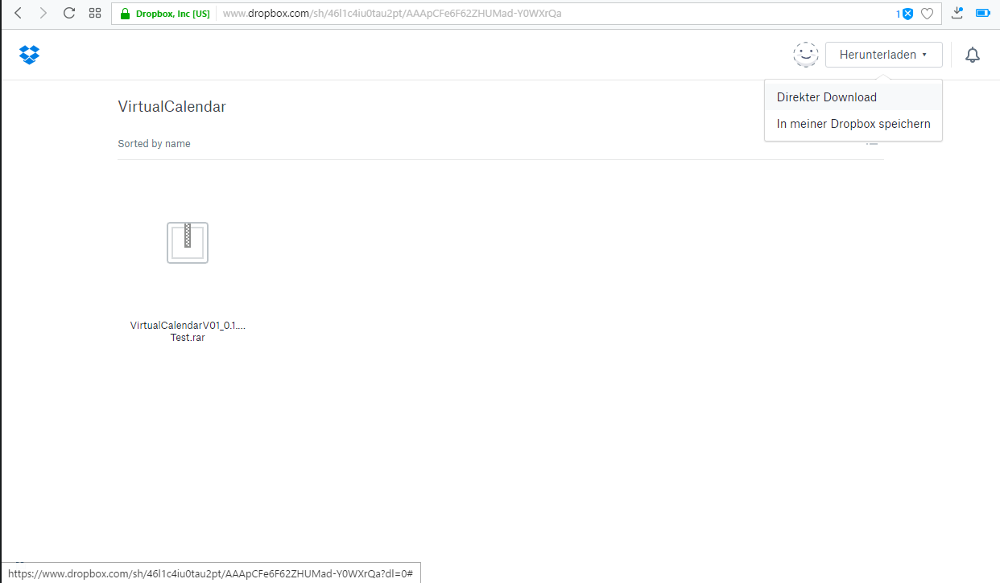 Dropbox, Inc [US] www.dropbox.com/sh/46l1c4iu0tau2pt/AAApCFe6F62ZHUMad-Y0WXrQa 1
Herunterladen
Direkter Download
In meiner Dropbox speichern
VirtualCalendar
Sorted by name
VirtualCalendarV01_0.1....
Test.rar
https://www.dropbox.com/sh/46l1c4iu0tau2pt/AAApCFe6F62ZHUMad-Y0WXrQa?dl=0#